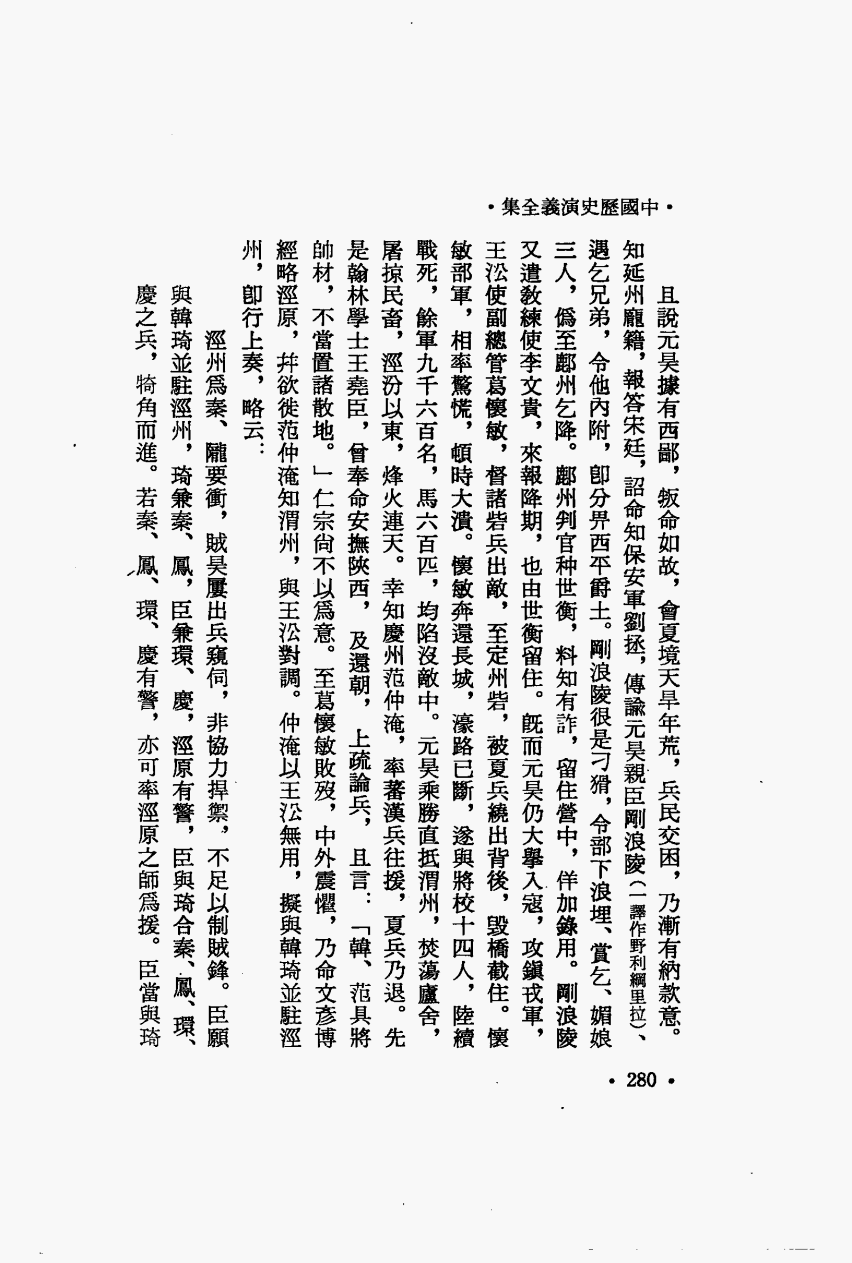 •中國歷史演義全集•
且說元昊據有西鄙，叛命如故，會夏境天旱年荒，兵民交困，乃漸有納款意。
知延州龐籍，報答宋廷，詔命知保安軍劉拯，傳諭元昊親臣剛浪陵（一譯作野利綱里拉）、
遇乞兄弟，令他內附，卽分畀西平爵土。剛浪陵很是刁猾，令部下浪埋、賞乞、媚娘
三人，僞至鄜州乞降。鄜州判官种世衡，料知有詐，留住營中，佯加錄用。剛浪陵
又遣敎練使李文貴，來報降期，也由世衡留住。旣而元昊仍大擧入寇，攻鎭戎軍，
王㳂使副總管葛懷敏，督諸砦兵出敵，至定州砦，被夏兵繞出背後，毀橋截住。懷
敏部軍，相率驚慌，頓時大潰。懷敏奔還長城，濠路已斷，遂與將校十四人，陸續
戰死，餘軍九千六百名，馬六百匹，均陷沒敵中。元昊乘勝直抵渭州，焚蕩廬舍，
屠掠民畜，涇汾以東，烽火連天。幸知慶州范仲淹，率蕃漢兵往援，夏兵乃退。先
是翰林學士王堯臣，曾奉命安撫陝西，及還朝，上疏論兵，且言：「韓、范具將
帥材，不當置諸散地。」仁宗尙不以爲意。至葛懷敏敗歿，中外震懼，乃命文彥博
經略涇原，幷欲徙范仲淹知渭州，與王㳂對調。仲淹以王㳂無用，擬與韓琦並駐涇
州，卽行上奏，略云：
涇州爲秦、隴要衝，賊昊屢出兵窺伺，非協力捍禦，不足以制賊鋒。臣願
與韓琦並駐涇州，琦兼秦、鳳，臣兼環、慶，涇原有警，臣與琦合秦、鳳、環、
慶之兵，犄角而進。若秦、鳳、環、慶有警，亦可率涇原之師爲援。臣當與琦
•280•